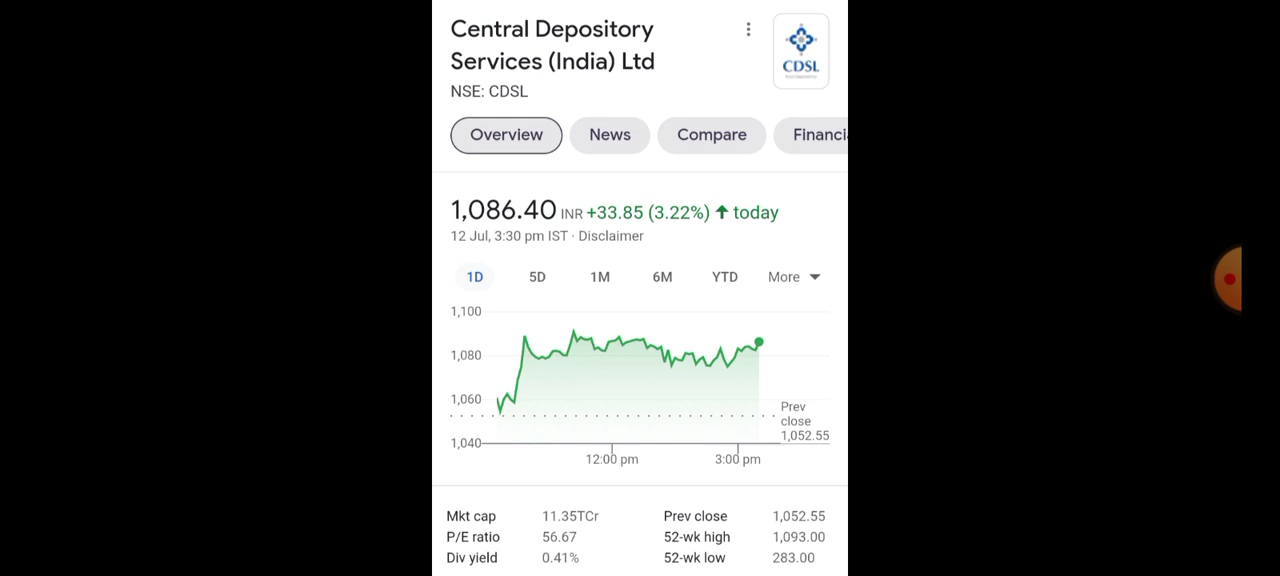 Central Depository
Services (India) Ltd
NSE: CDSL
CDSL
Overview News Compare Financi
1,086.40 INR +33.85 (3.22%) ↑ today
12 Jul, 3:30 pm IST · Disclaimer
1D 5D 1M 6M YTD More
1,100
1,080
1,060
1,040
Prev
close
1,052.55
12:00 pm 3:00 pm
Mkt cap 11.35TCr Prev close 1,052.55
P/E ratio 56.67 52-wk high 1,093.00
Div yield 0.41% 52-wk low 283.00